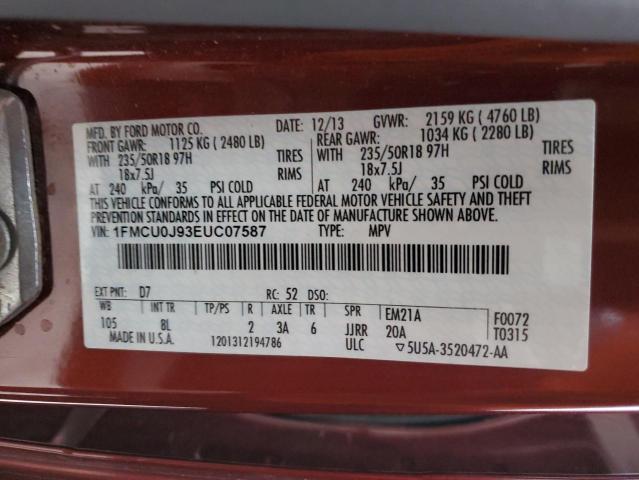 MFD. BY FORD MOTOR CO.
DATE: 12/13 GVWR: 2159 KG ( 4760 LB)
FRONT GAWR: 1125 KG ( 2480 LB)
REAR GAWR: 1034 KG ( 2280 LB)
WITH 235/50R18 97H TIRES
WITH 235/50R18 97H TIRES
18x7.5J RIMS
18x7.5J RIMS
AT 240 kPa/ 35 PSI COLD
AT 240 kPa/ 35 PSI COLD
THIS VEHICLE CONFORMS TO ALL APPLICABLE FEDERAL MOTOR VEHICLE SAFETY AND THEFT
PREVENTION STANDARDS IN EFFECT ON THE DATE OF MANUFACTURE SHOWN ABOVE.
VIN: 1FMCU0J93EUC07587 TYPE: MPV
EXT PNT: D7 RC: 52 DSO:
WB INT TR TP/PS R AXLE TR SPR EM21A F0072
105 8L 2 3A 6 JJRR 20A T0315
MADE IN U.S.A. 1201312194786 ULC ▽5U5A-3520472-AA